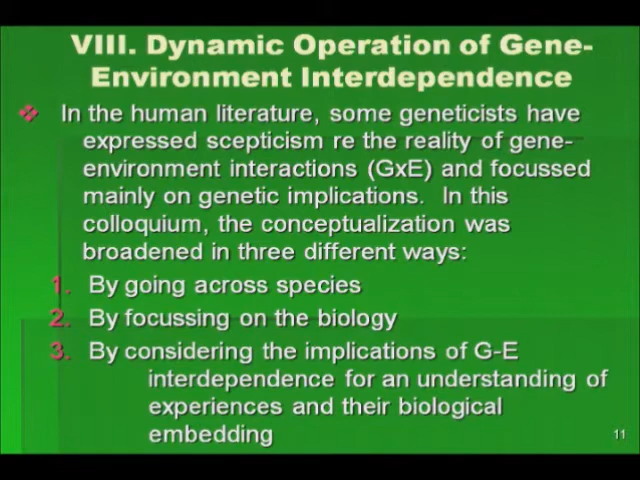 VIII. Dynamic Operation of Gene-
Environment Interdependence
In the human literature, some geneticists have
expressed scepticism re the reality of gene-
environment interactions (GxE) and focussed
mainly on genetic implications. In this
colloquium, the conceptualization was
broadened in three different ways:
1. By going across species
2. By focussing on the biology
3. By considering the implications of G-E
interdependence for an understanding of
experiences and their biological
embedding
11